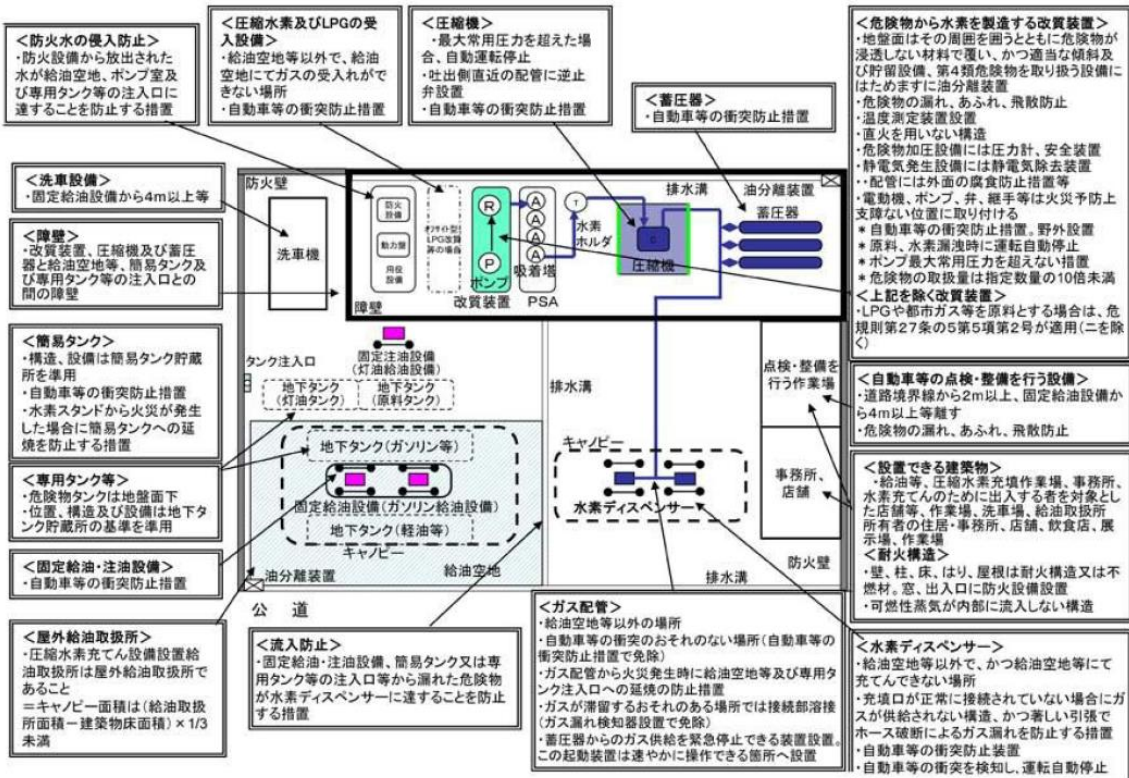 <防火水の侵入防止>
・防火設備から放出された
水が給油空地、ポンプ室及
び専用タンク等の注入口に
達することを防止する措置
<圧縮水素及びLPGの受
入設備>
・給油空地等以外で、給油
空地にてガスの受入れがで
きない場所
・自動車等の衝突防止措置
<圧縮機>
・最大常用圧力を超えた場
合、自動運転停止
・吐出側直近の配管に逆止
弁設置
・自動車等の衝突防止措置
<蓄圧器>
・自動車等の衝突防止措置
<危険物から水素を製造する改質装置>
・地盤面はその周囲を囲うとともに危険物が
浸透しない材料で覆い、かつ適当な傾斜及
び貯留設備、第4類危険物を取り扱う設備に
はためますに油分離装置
・危険物の漏れ、あふれ、飛散防止
・温度測定装置設置
・直火を用いない構造
・危険物加圧設備には圧力計、安全装置
・静電気発生設備には静電気除去装置
・・配管には外面の腐食防止措置等
・電動機、ポンプ、弁、継手等は火災予防上
支障ない位置に取り付ける
* 自動車等の衝突防止措置。野外設置
* 原料、水素漏洩時に運転自動停止
* ポンプ最大常用圧力を超えない措置
* 危険物の取扱量は指定数量の10倍未満
<上記を除く改質装置>
・LPGや都市ガス等を原料とする場合は、危
規則第27条の5第5項第2号が適用(ニを除
く)
<洗車設備>
・固定給油設備から4m以上等
<障壁>
・改質装置、圧縮機及び蓄圧
器と給油空地等、簡易タンク及
び専用タンク等の注入口との
間の障壁
<簡易タンク>
・構造、設備は簡易タンク貯蔵
所を準用
・自動車等の衝突防止措置
・水素スタンドから火災が発生
した場合に簡易タンクへの延
焼を防止する措置
<専用タンク等>
・危険物タンクは地盤面下
・位置、構造及び設備は地下タ
ンク貯蔵所の基準を準用
<固定給油・注油設備>
・自動車等の衝突防止措置
<屋外給油取扱所>
・圧縮水素充てん設備設置給
油取扱所は屋外給油取扱所で
あること
=キャノピー面積は(給油取扱
所面積−建築物床面積)×1/3
未満
防火壁
洗車機
防火
設備
動力盤
用役
設備
オフサイト型と
LPG改質
等の場合
R
P
ポンプ
改質装置
A
A
A
A
A
吸着塔
PSA
T
水素
ホルダ
C
圧縮機
排水溝
油分離装置
蓄圧器
障壁
固定注油設備
(灯油給油設備)
タンク注入口
地下タンク
(灯油タンク)
地下タンク
(原料タンク)
排水溝
点検・整備を
行う作業場
地下タンク(ガソリン等)
固定給油設備(ガソリン給油設備)
地下タンク(軽油等)
キャノピー
キャノピー
水素ディスペンサー
事務所、
店舗
油分離装置
給油空地
排水溝
防火壁
公 道
<自動車等の点検・整備を行う設備>
・道路境界線から2m以上、固定給油設備か
ら4m以上等離す
・危険物の漏れ、あふれ、飛散防止
<設置できる建築物>
・給油等、圧縮水素充填作業場、事務所、
水素充てんのために出入する者を対象とし
た店舗等、作業場、洗車場、給油取扱所
所有者の住居・事務所、店舗、飲食店、展
示場、作業場
<耐火構造>
・壁、柱、床、はり、屋根は耐火構造又は不
燃材。窓、出入口に防火設備設置
・可燃性蒸気が内部に流入しない構造
<流入防止>
・固定給油・注油設備、簡易タンク又は専
用タンク等の注入口等から漏れた危険
物が水素ディスペンサーに達することを防止
する措置
<ガス配管>
・給油空地等以外の場所
・自動車等の衝突のおそれのない場所(自動車等の
衝突防止措置で免除)
・ガス配管から火災発生時に給油空地等及び専用タ
ンク注入口への延焼の防止措置
・ガスが滞留するおそれのある場所では接続部溶接
(ガス漏れ検知器設置で免除)
・蓄圧器からのガス供給を緊急停止できる装置設置。
この起動装置は速やかに操作できる箇所へ設置
<水素ディスペンサー>
・給油空地等以外で、かつ給油空地等にて
充てんできない場所
・充填口が正常に接続されていない場合にガ
スが供給されない構造、かつ著しい引張で
ホース破断によるガス漏れを防止する措置
・自動車等の衝突防止装置
・自動車等の衝突を検知し、運転自動停止